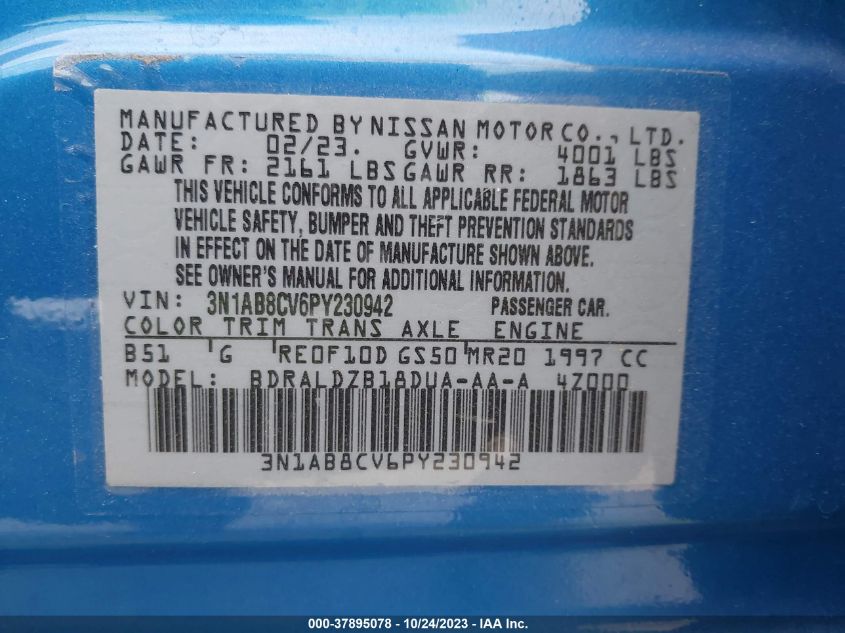 MANUFACTURED BY NISSAN MOTOR CO., LTD.
DATE: 02/23. GVWR: 4001 LBS
GAWR FR: 2161 LBS GAWR RR: 1863 LBS
THIS VEHICLE CONFORMS TO ALL APPLICABLE FEDERAL MOTOR
VEHICLE SAFETY, BUMPER AND THEFT PREVENTION STANDARDS
IN EFFECT ON THE DATE OF MANUFACTURE SHOWN ABOVE.
SEE OWNER'S MANUAL FOR ADDITIONAL INFORMATION.
VIN: 3N1AB8CV6PY230942 PASSENGER CAR.
COLOR TRIM TRANS AXLE ENGINE
B51 G RE0F10D GS50 MR20 1997 CC
MODEL: BDRALDZB18DUA-AA-A 4Z000
3N1AB8CV6PY230942
000-37895078 - 10/24/2023 - IAAI Inc.